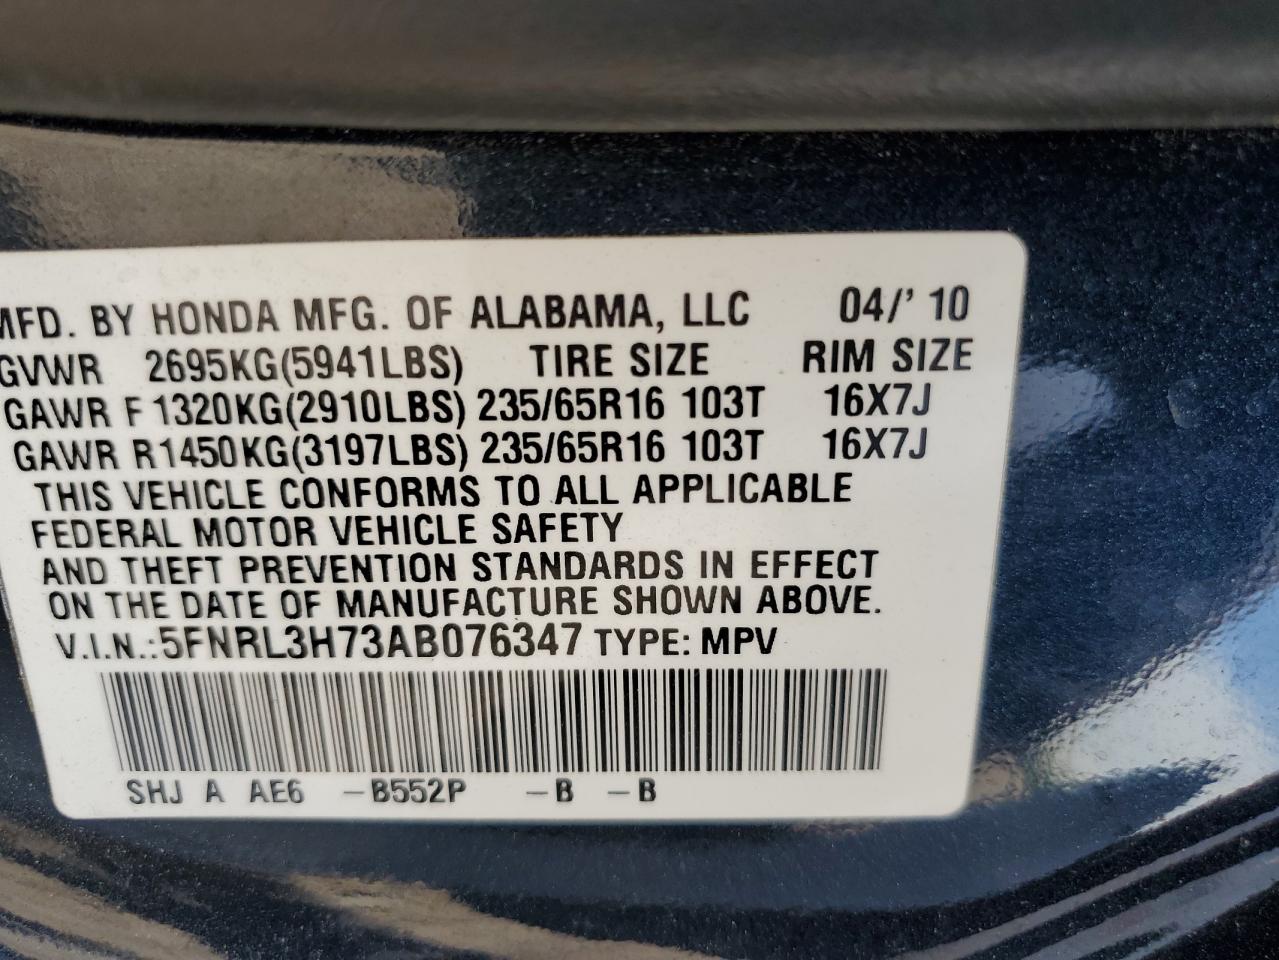 MFD. BY HONDA MFG. OF ALABAMA, LLC 04/' 10
GVWR 2695KG(5941LBS) TIRE SIZE RIM SIZE
GAWR F 1320KG(2910LBS) 235/65R16 103T 16X7J
GAWR R1450KG(3197LBS) 235/65R16 103T 16X7J
THIS VEHICLE CONFORMS TO ALL APPLICABLE
FEDERAL MOTOR VEHICLE SAFETY
AND THEFT PREVENTION STANDARDS IN EFFECT
ON THE DATE OF MANUFACTURE SHOWN ABOVE.
V.I.N.:5FNRL3H73AB076347 TYPE: MPV
SHJ A AE6 -B552P -B -B